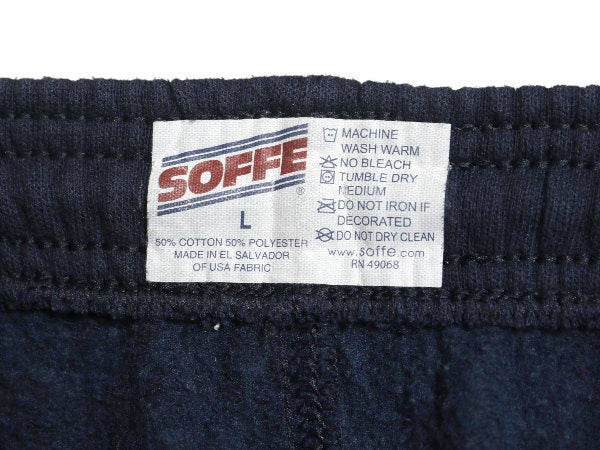 SOFFE
®
L
50% COTTON 50% POLYESTER
MADE IN EL SALVADOR
OF USA FABRIC
MACHINE
WASH WARM
NO BLEACH
TUMBLE DRY
MEDIUM
DO NOT IRON IF
DECORATED
DO NOT DRY CLEAN
www.soffe.com
RN 49068